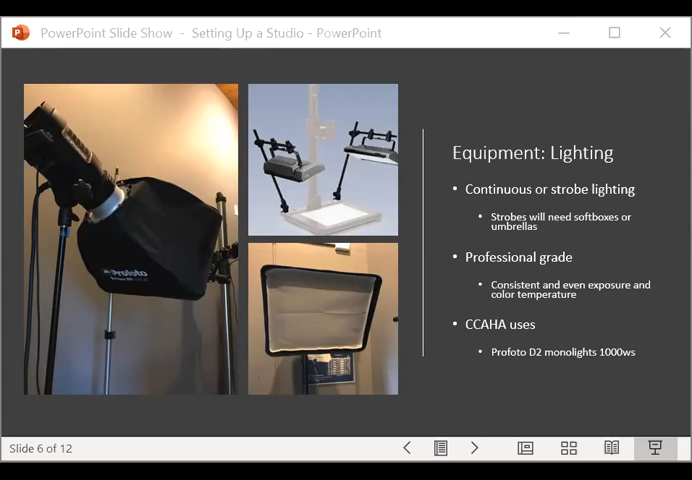 PowerPoint Slide Show - Setting Up a Studio - PowerPoint
Profoto
Equipment: Lighting
• Continuous or strobe lighting
• Strobes will need softboxes or
umbrellas
• Professional grade
• Consistent and even exposure and
color temperature
• CCAHA uses
• Profoto D2 monolights 1000ws
Slide 6 of 12